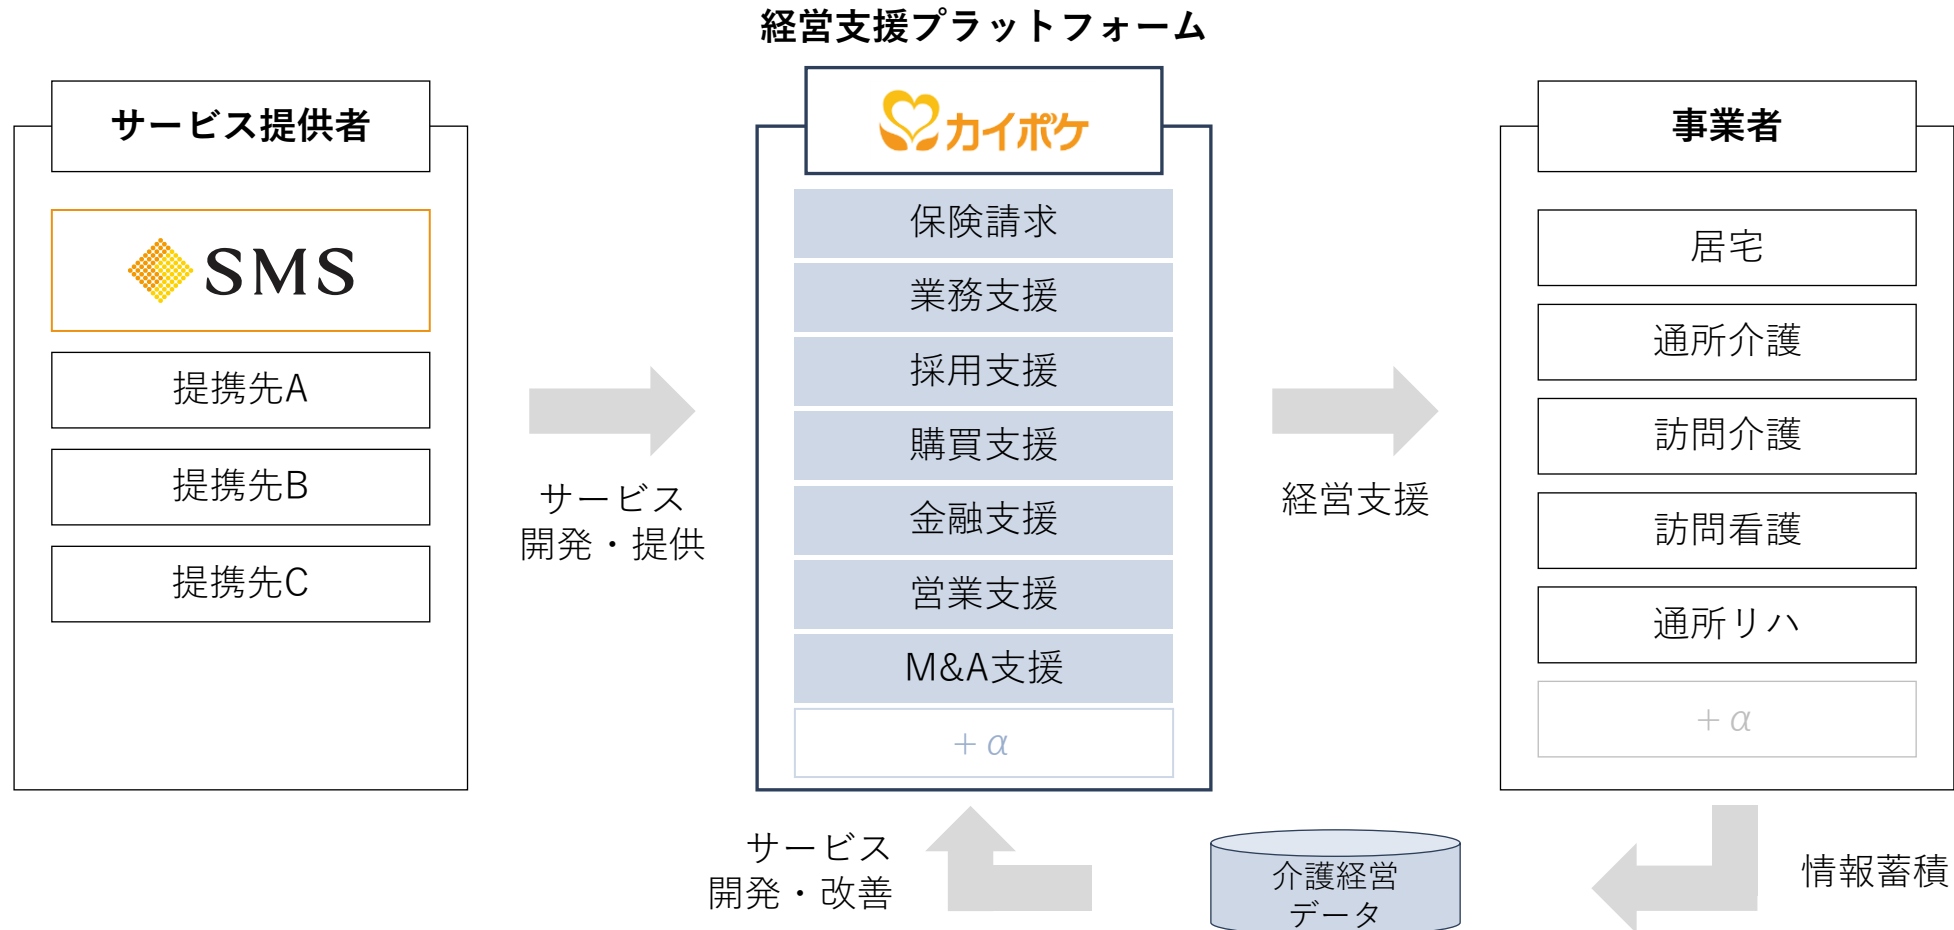 経営支援プラットフォーム
サービス提供者
SMS
提携先A
提携先B
提携先C
サービス
開発・提供
カイポケ
保険請求
業務支援
採用支援
購買支援
金融支援
営業支援
M&A支援
+α
経営支援
事業者
居宅
通所介護
訪問介護
訪問看護
通所リハ
+α
情報蓄積
介護経営
データ
サービス
開発・改善